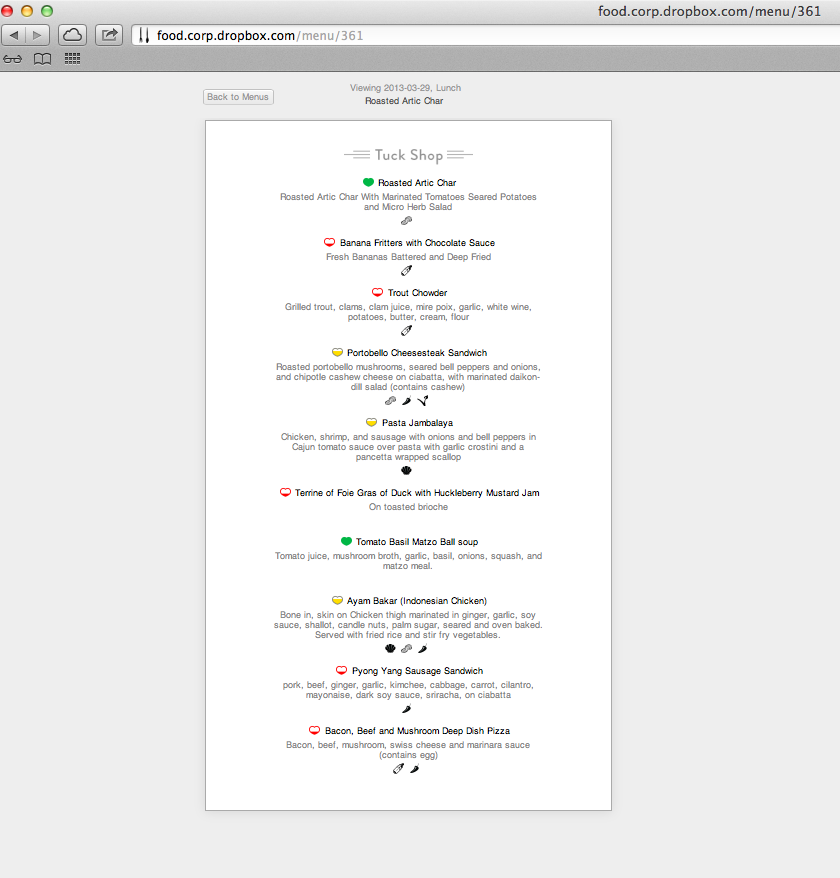 food.corp.dropbox.com/menu/361
food.corp.dropbox.com/menu/361
Viewing 2013-03-29, Lunch
Back to Menus
Roasted Artic Char
Tuck Shop
Roasted Artic Char
Roasted Artic Char With Marinated Tomatoes Seared Potatoes
and Micro Herb Salad
Banana Fritters with Chocolate Sauce
Fresh Bananas Battered and Deep Fried
Trout Chowder
Grilled trout, clams, clam juice, mire poix, garlic, white wine,
potatoes, butter, cream, flour
Portobello Cheesesteak Sandwich
Roasted portobello mushrooms, seared bell peppers and onions,
and chipotle cashew cheese on ciabatta, with marinated daikon-
dill salad (contains cashew)
Pasta Jambalaya
Chicken, shrimp, and sausage with onions and bell peppers in
Cajun tomato sauce over pasta with garlic crostini and a
pancetta wrapped scallop
Terrine of Foie Gras of Duck with Huckleberry Mustard Jam
On toasted brioche
Tomato Basil Matzo Ball soup
Tomato juice, mushroom broth, garlic, basil, onions, squash, and
matzo meal.
Ayam Bakar (Indonesian Chicken)
Bone in, skin on Chicken thigh marinated in ginger, garlic, soy
sauce, shallot, candle nuts, palm sugar, seared and oven baked.
Served with fried rice and stir fry vegetables.
Pyong Yang Sausage Sandwich
pork, beef, ginger, garlic, kimchee, cabbage, carrot, cilantro,
mayonaise, dark soy sauce, sriracha, on ciabatta
Bacon, Beef and Mushroom Deep Dish Pizza
Bacon, beef, mushroom, swiss cheese and marinara sauce
(contains egg)